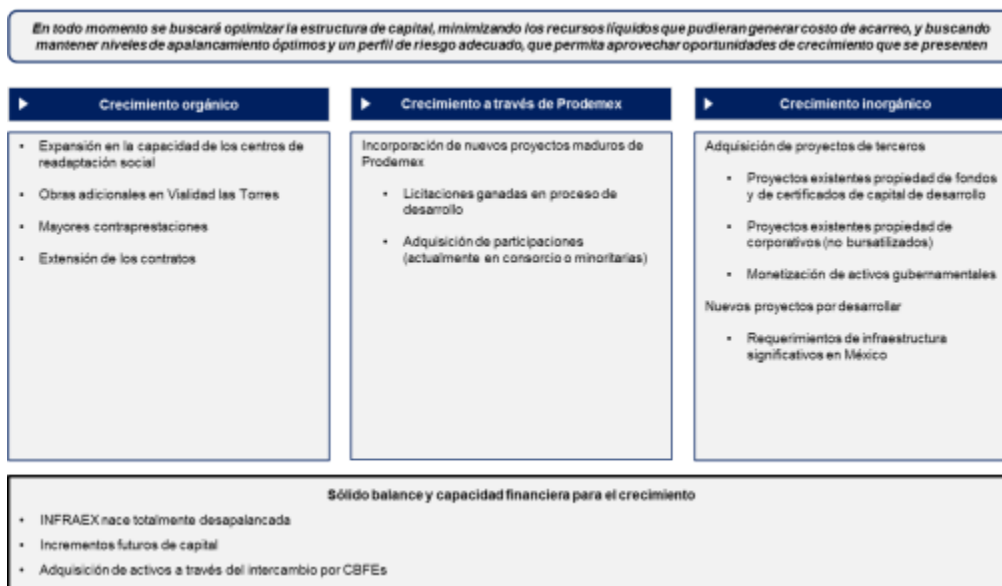 En todo momento se buscará optimizar la estructura de capital, minimizando los recursos líquidos que pudieran generar costo de acarreo, y buscando
mantener niveles de apalancamiento óptimos y un perfil de riesgo adecuado, que permita aprovechar oportunidades de crecimiento que se presenten
Crecimiento orgánico
• Expansión en la capacidad de los centros de
readaptación social
• Obras adicionales en Vialidad las Torres
• Mayores contraprestaciones
• Extensión de los contratos
Crecimiento a través de Prodemex
Incorporación de nuevos proyectos maduros de
Prodemex
• Licitaciones ganadas en proceso de
desarrollo
• Adquisición de participaciones
(actualmente en consorcio o minoritarias)
Crecimiento inorgánico
Adquisición de proyectos de terceros
• Proyectos existentes propiedad de fondos
y de certificados de capital de desarrollo
• Proyectos existentes propiedad de
corporativos (no bursatilizados)
• Monetización de activos gubernamentales
Nuevos proyectos por desarrollar
• Requerimientos de infraestructura
significativos en México
Sólido balance y capacidad financiera para el crecimiento
• INFRAEX nace totalmente desapalancada
• Incrementos futuros de capital
• Adquisición de activos a través del intercambio por CBFEs